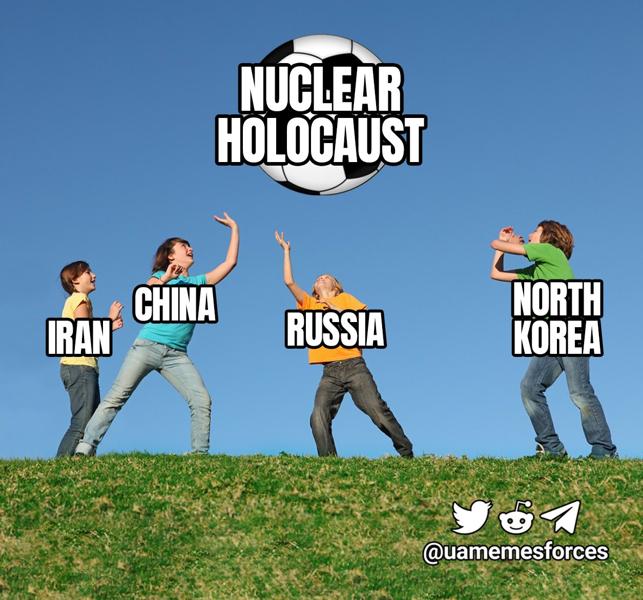 NUCLEAR
HOLOCAUST
IRAN
CHINA
RUSSIA
NORTH
KOREA
@uamemesforces